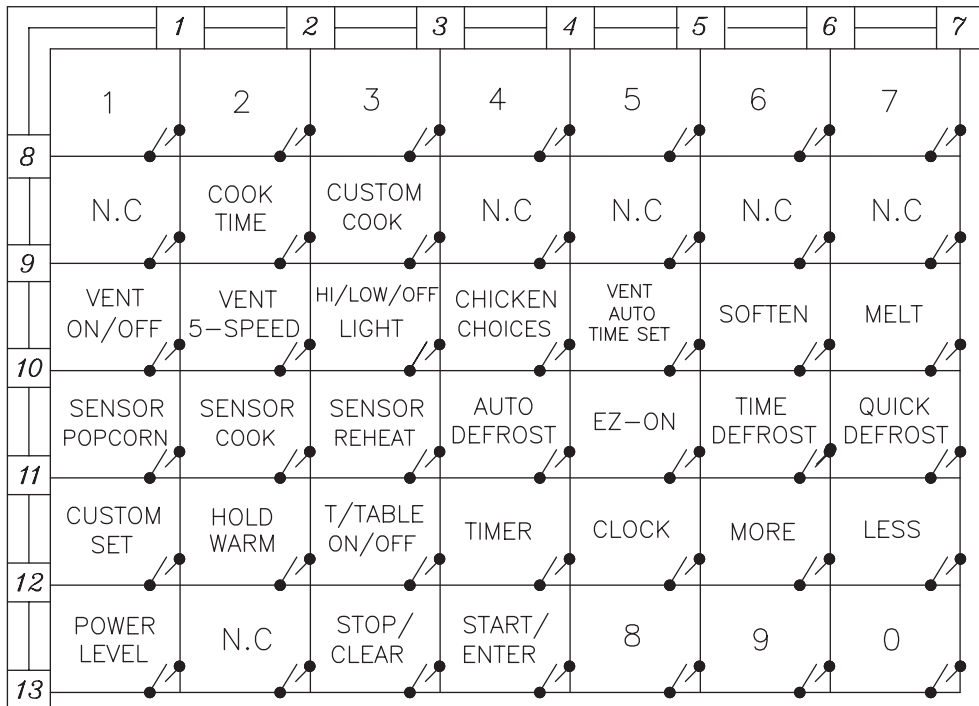 1 2 3 4 5 6 7
1 2 3 4 5 6 7
8
N.C COOK TIME CUSTOM COOK N.C N.C N.C N.C
9
VENT ON/OFF VENT 5-SPEED HI/LOW/OFF LIGHT CHICKEN CHOICES VENT AUTO TIME SET SOFTEN MELT
10
SENSOR POPCORN SENSOR COOK SENSOR REHEAT AUTO DEFROST EZ-ON TIME DEFROST QUICK DEFROST
11
CUSTOM SET HOLD WARM T/TABLE ON/OFF TIMER CLOCK MORE LESS
12
POWER LEVEL N.C STOP/ CLEAR START/ ENTER 8 9 0
13